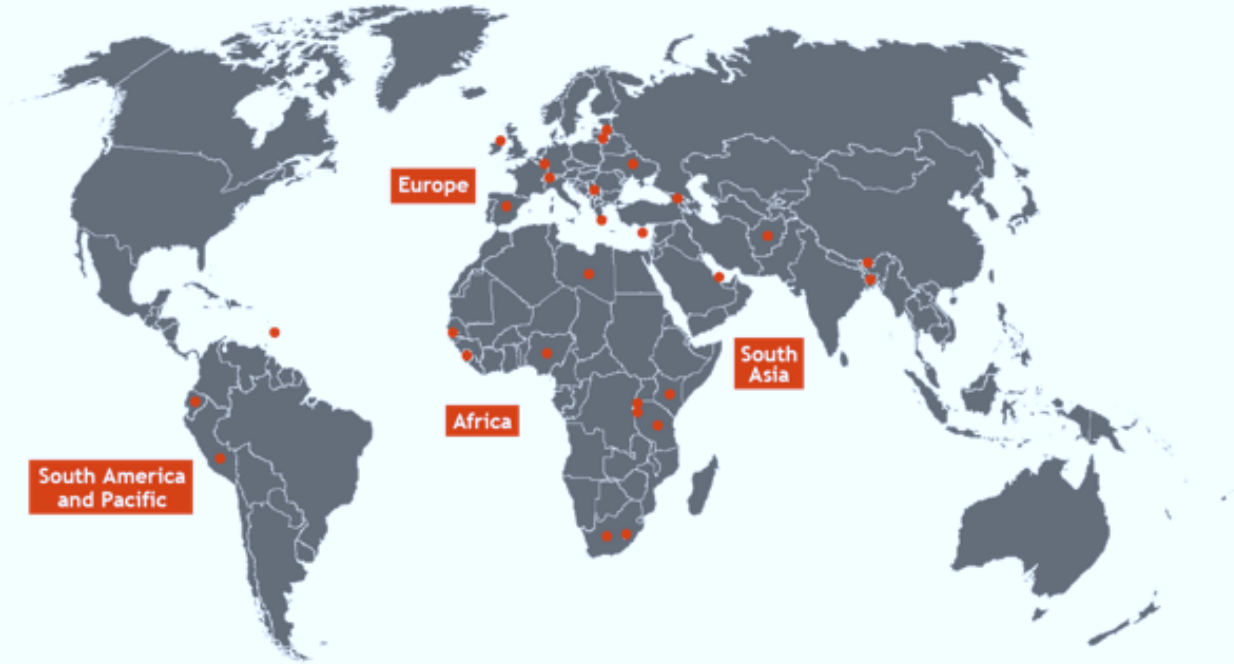 Europe
South
Asia
Africa
South America
and Pacific